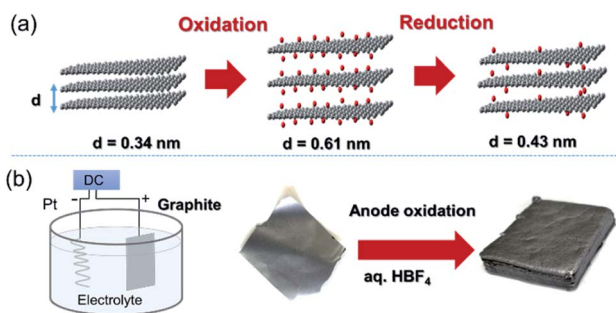 (a)
Oxidation
Reduction
d
d = 0.34 nm
d = 0.61 nm
d = 0.43 nm
(b)
DC
Pt
-
+
Graphite
Electrolyte
Anode oxidation
aq. HBF₄